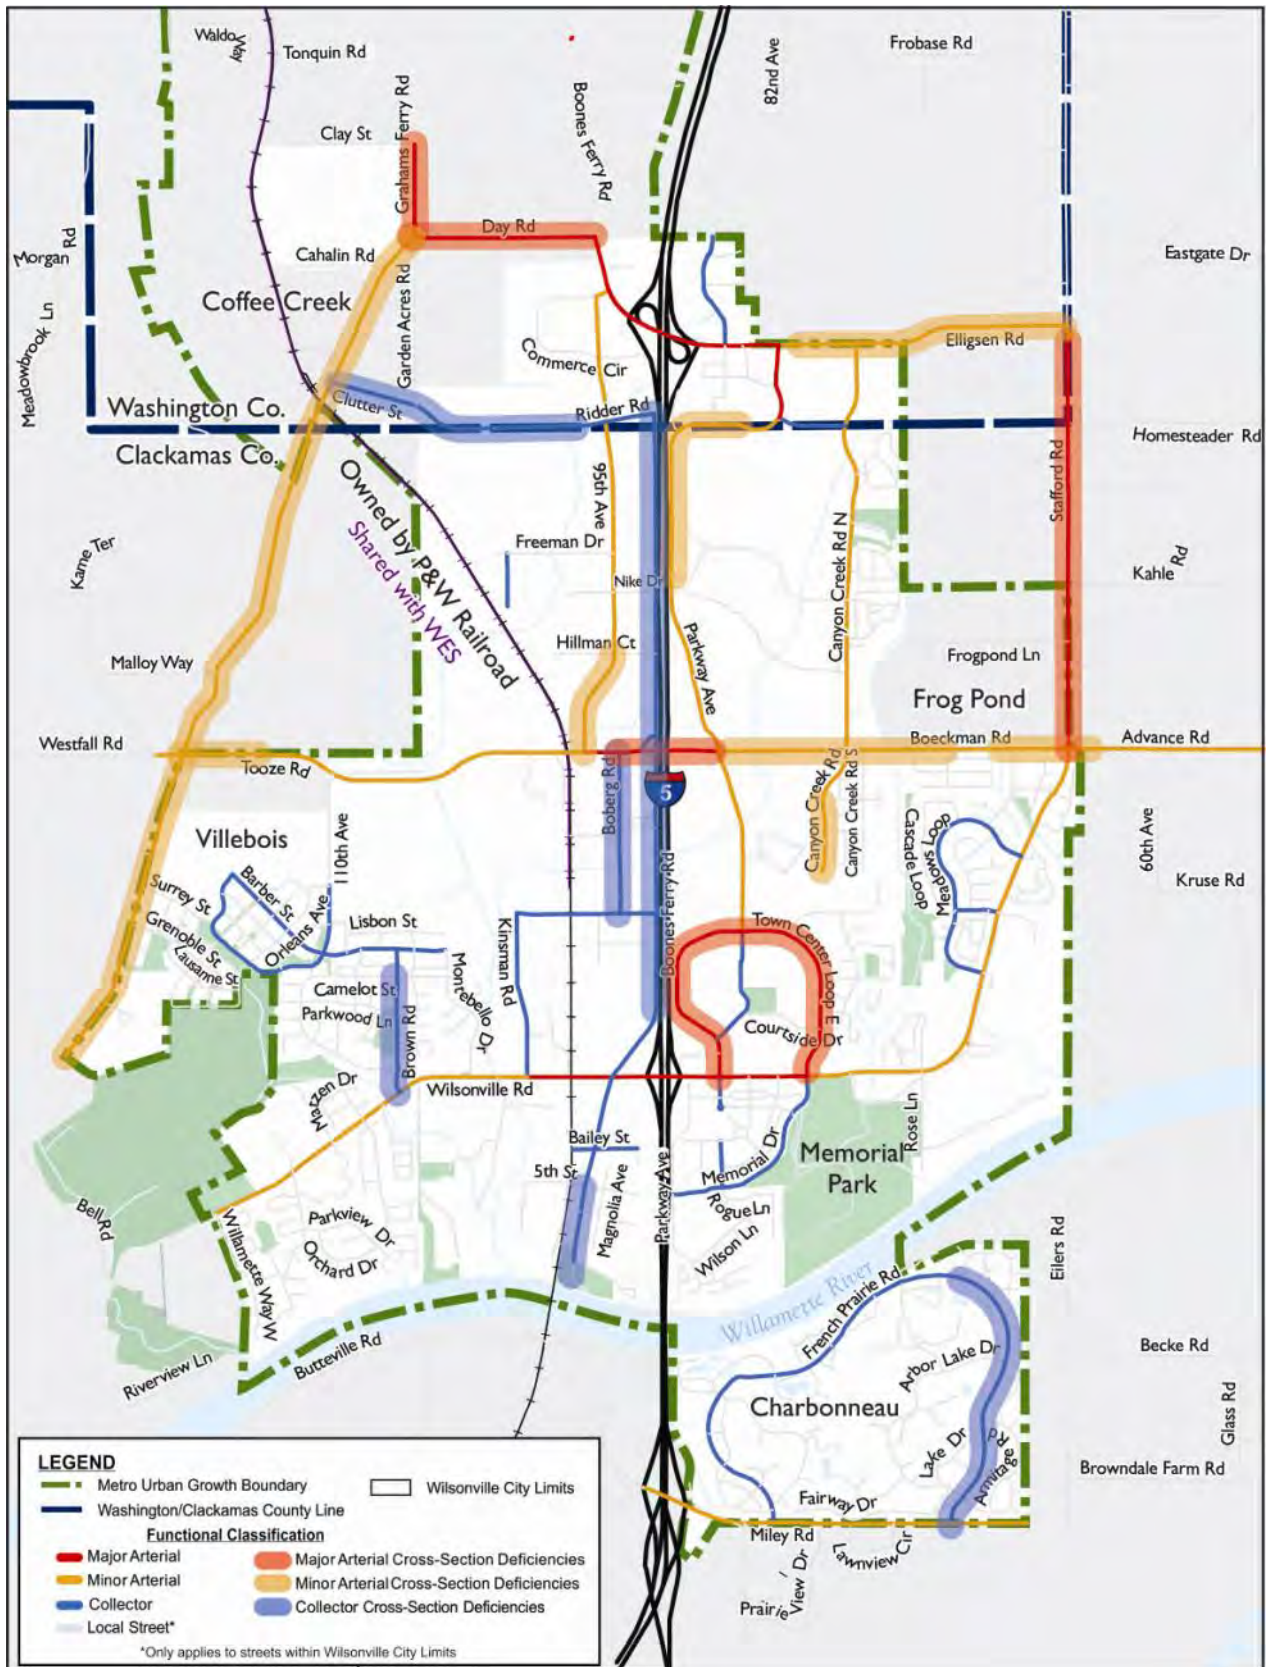 Waldo Way
Tonquin Rd
Frobase Rd
82nd Ave
Grahams Ferry Rd
Boones Ferry Rd
Clay St
Day Rd
Morgan Rd
Cahalin Rd
Eastgate Dr
Coffee Creek
Garden Acres Rd
Meadowbrook Ln
Elligsen Rd
Commerce Cir
Clutter St
Ridder Rd
Washington Co.
Clackamas Co.
Homesteader Rd
Stafford Rd
95th Ave
Owned by P&W Railroad
Shared with WES
Canyon Creek Rd N
Freeman Dr
Kame Ter
Nike Dr
Kahle Rd
Hillman Ct
Parkway Ave
Malloy Way
Frogpond Ln
Frog Pond
Westfall Rd
Tooze Rd
Boeckman Rd
Advance Rd
Boberg Rd
5
Canyon Creek Rd
Canyon Creek Rd S
Villebois
110th Ave
Cascade Loop
Meadows Loop
60th Ave
Kruse Rd
Surrey St
Barber St
Orleans Ave
Grenoble St
Lausanne St
Lisbon St
Kinsman Rd
Boones Ferry Rd
Town Center Loop E
Camelot St
Montebello Dr
Parkwood Ln
Brown Rd
Courtside Dr
Matzen Dr
Wilsonville Rd
Rose Ln
Bailey St
Memorial Dr
Memorial
Park
5th St
Magnolia Ave
Parkway Ave
Rogue Ln
Wilson Ln
Bell Rd
Willamette Way W
Parkview Dr
Orchard Dr
Eilers Rd
Willamette River
French Prairie Rd
Butteville Rd
Riverview Ln
Arbor Lake Dr
Becke Rd
Glass Rd
Charbonneau
Lake Dr
Armitage Rd
Browndale Farm Rd
Fairway Dr
Miley Rd
Lawnview Cir
Prairie View Dr
LEGEND
Metro Urban Growth Boundary
Wilsonville City Limits
Washington/Clackamas County Line
Functional Classification
Major Arterial
Major Arterial Cross-Section Deficiencies
Minor Arterial
Minor Arterial Cross-Section Deficiencies
Collector
Collector Cross-Section Deficiencies
Local Street*
*Only applies to streets within Wilsonville City Limits